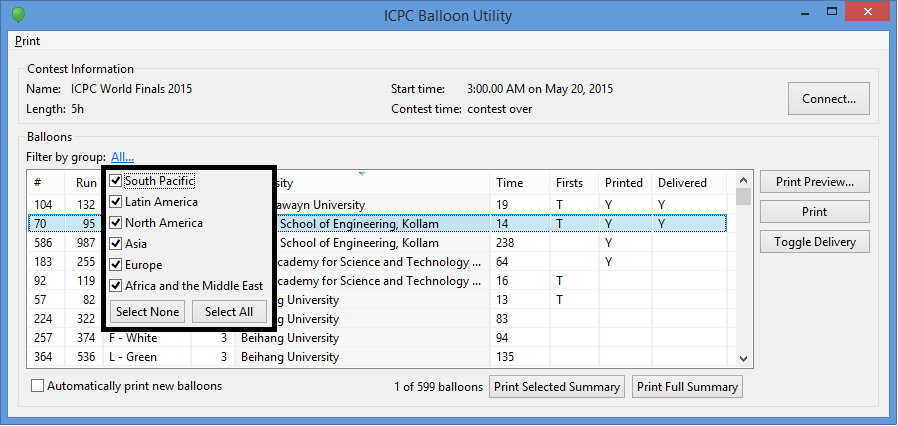 ICPC Balloon Utility
Print
Contest Information
Name: ICPC World Finals 2015 Start time: 3:00.00 AM on May 20, 2015
Length: 5h Contest time: contest over
Connect...
Balloons
Filter by group: All...
# Run sity Time Firsts Printed Delivered
104 132 awayn University 19 T Y Y
70 95 School of Engineering, Kollam 14 T Y Y
586 987 School of Engineering, Kollam 238 Y
183 255 cademy for Science and Technology ... 64 Y
92 119 cademy for Science and Technology ... 16 T
57 82 ng University 13 T
224 322 ng University 83
257 374 F - White 3 Beihang University 94
364 536 L - Green 3 Beihang University 135
South Pacific
Latin America
North America
Asia
Europe
Africa and the Middle East
Select None Select All
Print Preview...
Print
Toggle Delivery
Automatically print new balloons 1 of 599 balloons Print Selected Summary Print Full Summary